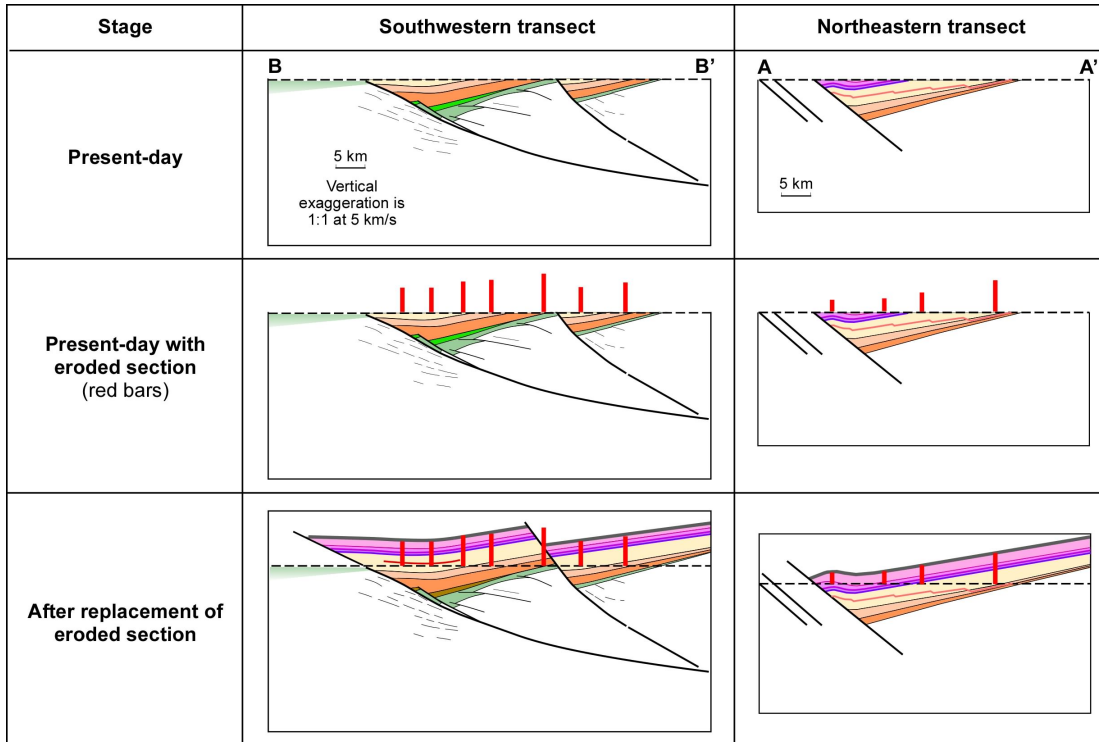 Stage
Southwestern transect
Northeastern transect
Present-day
B
B'
5 km
Vertical
exaggeration is
1:1 at 5 km/s
A
A'
5 km
Present-day with
eroded section
(red bars)
After replacement of
eroded section